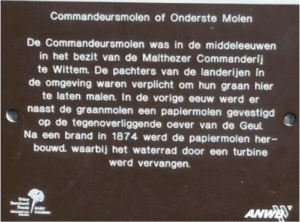 Commandeursmolen of Onderste Molen
De Commandeursmolen was in de middeleeuwen
in het bezit van de Malthezer Commanderij
te Wittem. De pachters van de landerijen in
de omgeving waren verplicht om hun graan hier
te laten malen. In de vorige eeuw werd er
naast de graanmolen een papiermolen gevestigd
op de tegenoverliggende oever van de Geul.
Na een brand in 1874 werd de papiermolen her-
bouwd, waarbij het waterrad door een turbine
werd vervangen.
Prins
Bernhard
Fonds
ANWB